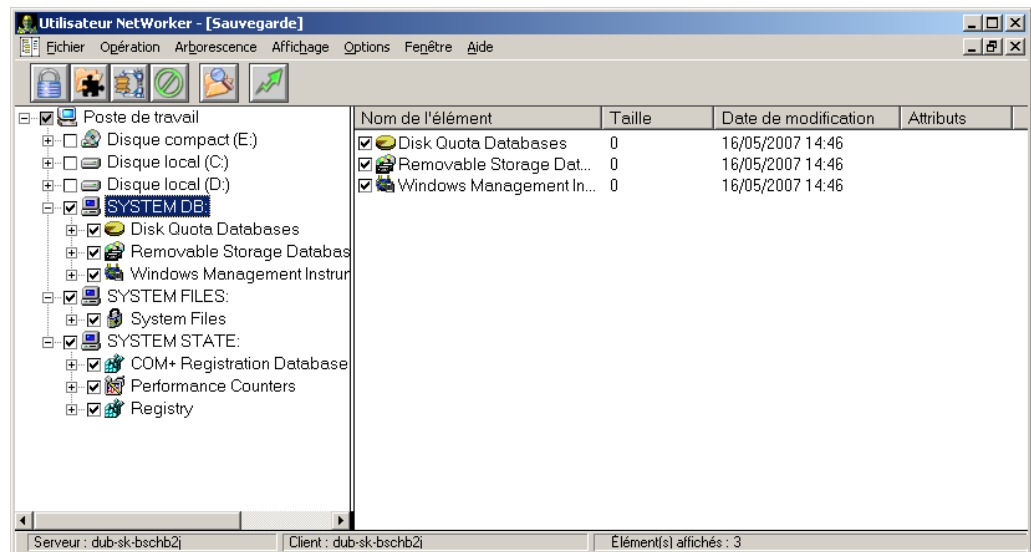 Utilisateur NetWorker - [Sauvegarde]
Fichier Opération Arborescence Affichage Options Fenêtre Aide
Poste de travail
Disque compact (E:)
Disque local (C:)
Disque local (D:)
SYSTEM DB:
Disk Quota Databases
Removable Storage Databas
Windows Management Instrur
SYSTEM FILES:
System Files
SYSTEM STATE:
COM+ Registration Database
Performance Counters
Registry
Nom de l'élément Taille Date de modification Attributs
Disk Quota Databases 0 16/05/2007 14:46
Removable Storage Dat... 0 16/05/2007 14:46
Windows Management In... 0 16/05/2007 14:46
Serveur : dub-sk-bschb2j Client : dub-sk-bschb2j Élément(s) affichés : 3